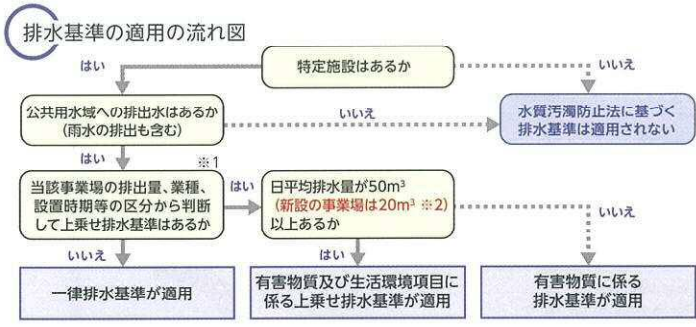 排水基準の適用の流れ図
はい
特定施設はあるか
いいえ
公共用水域への排出水はあるか
(雨水の排出も含む)
いいえ
水質汚濁防止法に基づく
排水基準は適用されない
はい
※1
当該事業場の排出量、業種、
設置時期等の区分から判断
して上乗せ排水基準はあるか
はい
日平均排水量が50m³
(新設の事業場は20m³ ※2)
以上あるか
いいえ
はい
いいえ
一律排水基準が適用
有害物質及び生活環境項目に
係る上乗せ排水基準が適用
有害物質に係る
排水基準が適用